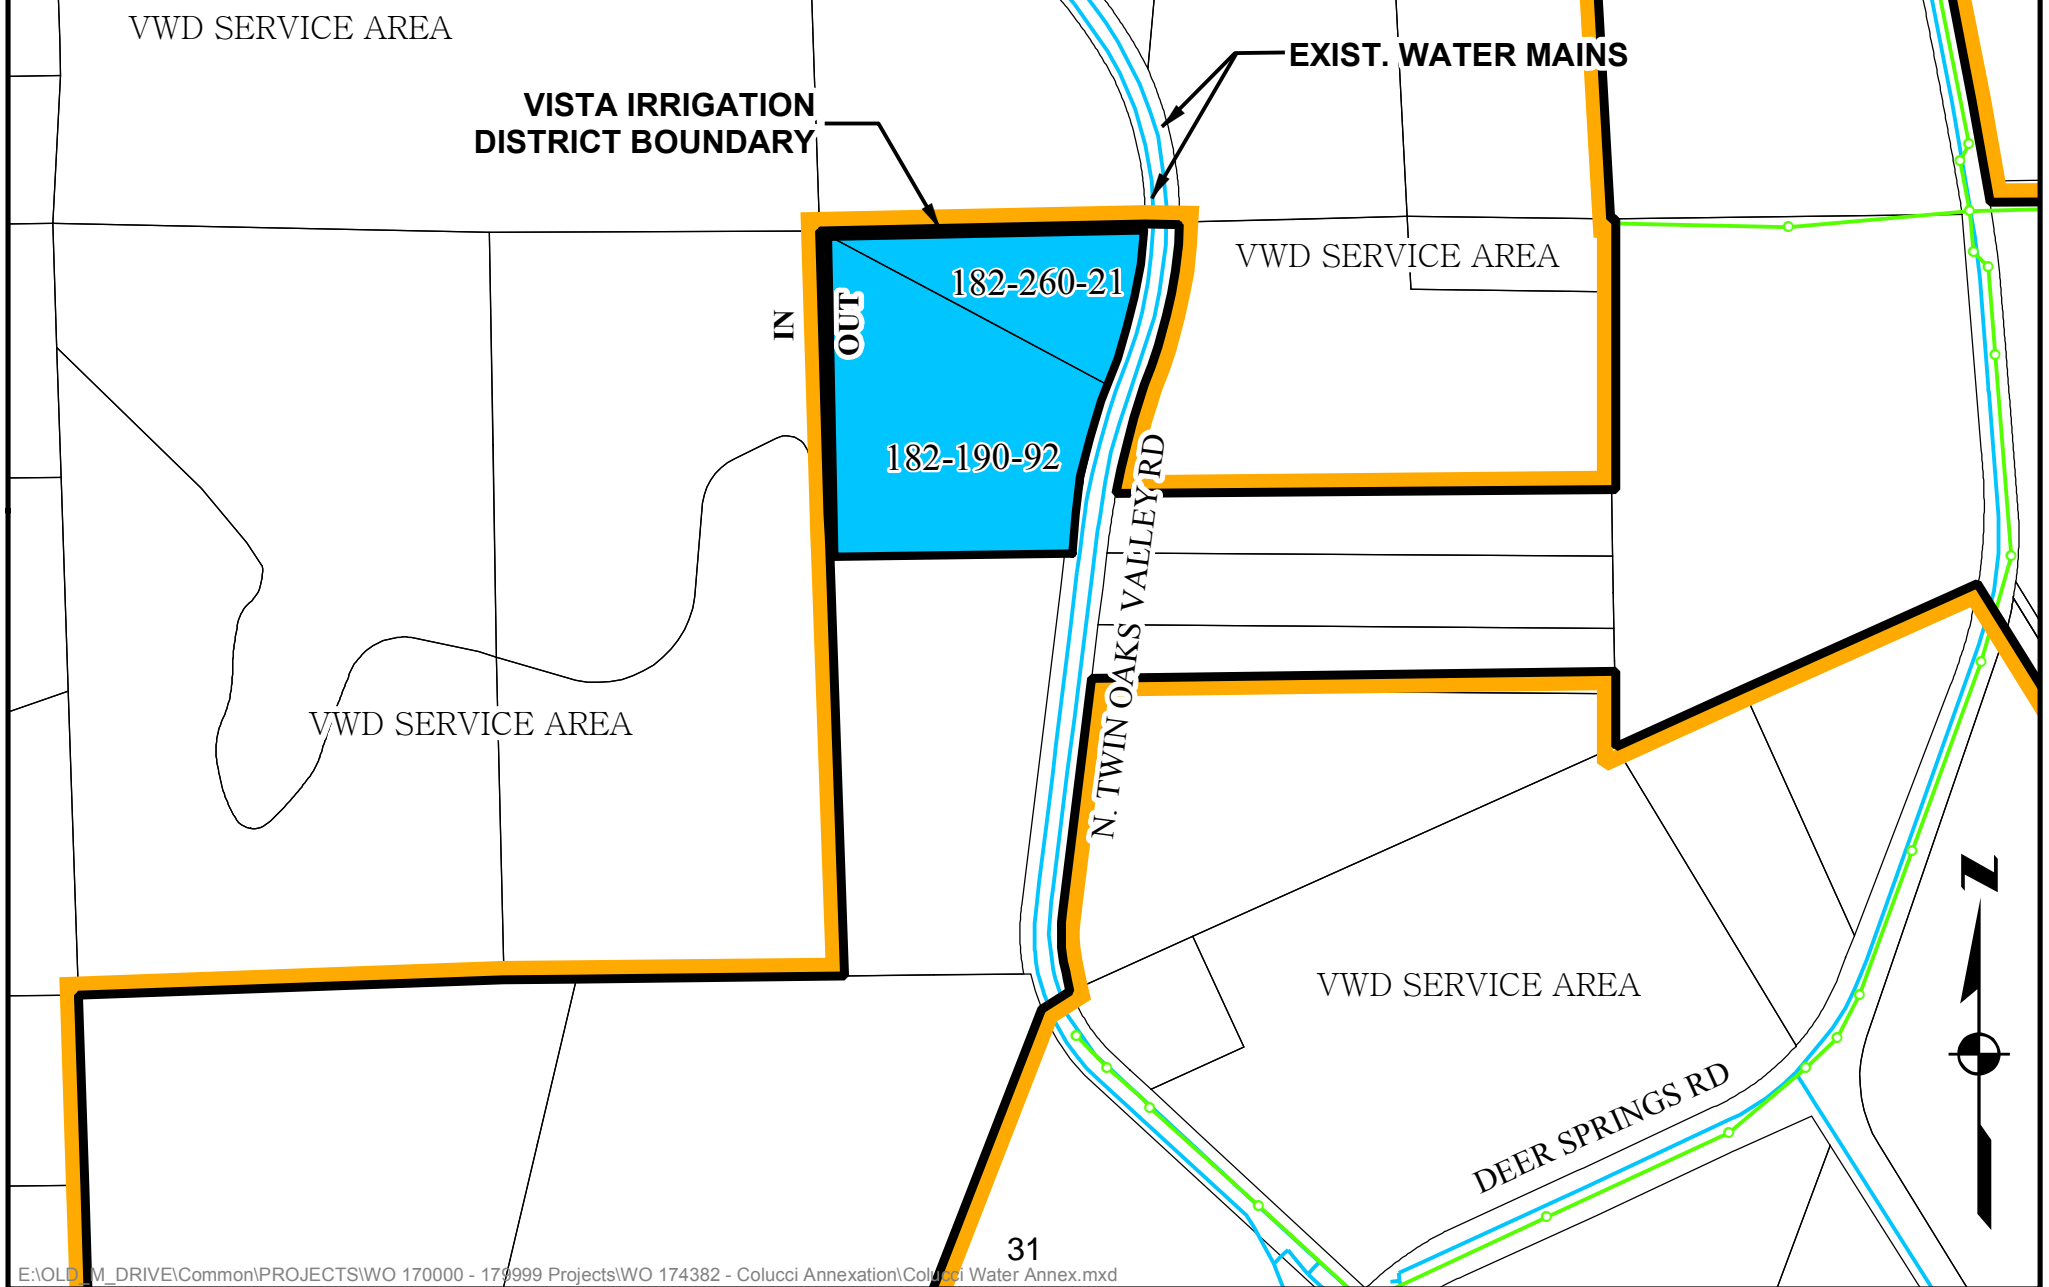 VWD SERVICE AREA
EXIST. WATER MAINS
VISTA IRRIGATION
DISTRICT BOUNDARY
VWD SERVICE AREA
182-260-21
IN
OUT
182-190-92
N. TWIN OAKS VALLEY RD
VWD SERVICE AREA
N
VWD SERVICE AREA
DEER SPRINGS RD
31
E:\OLD_M_DRIVE\Common\PROJECTS\WO 170000 - 179999 Projects\WO 174382 - Colucci Annexation\Colucci Water Annex.mxd